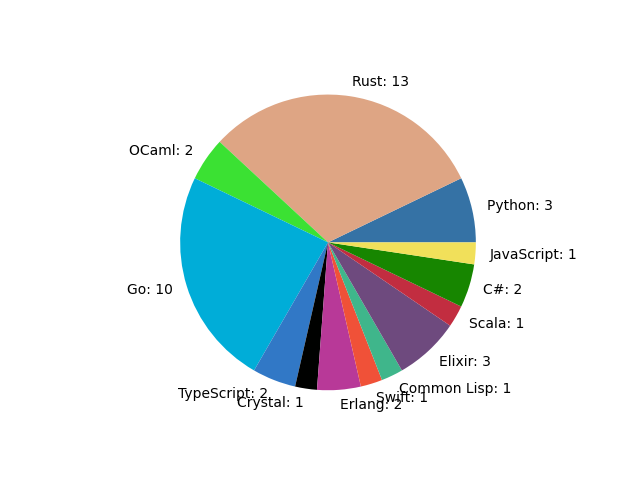 Rust: 13
OCaml: 2
Python: 3
JavaScript: 1
Go: 10
C#: 2
Scala: 1
Elixir: 3
TypeScript: 2
Common Lisp: 1
Crystal: 1
Swift: 1
Erlang: 2